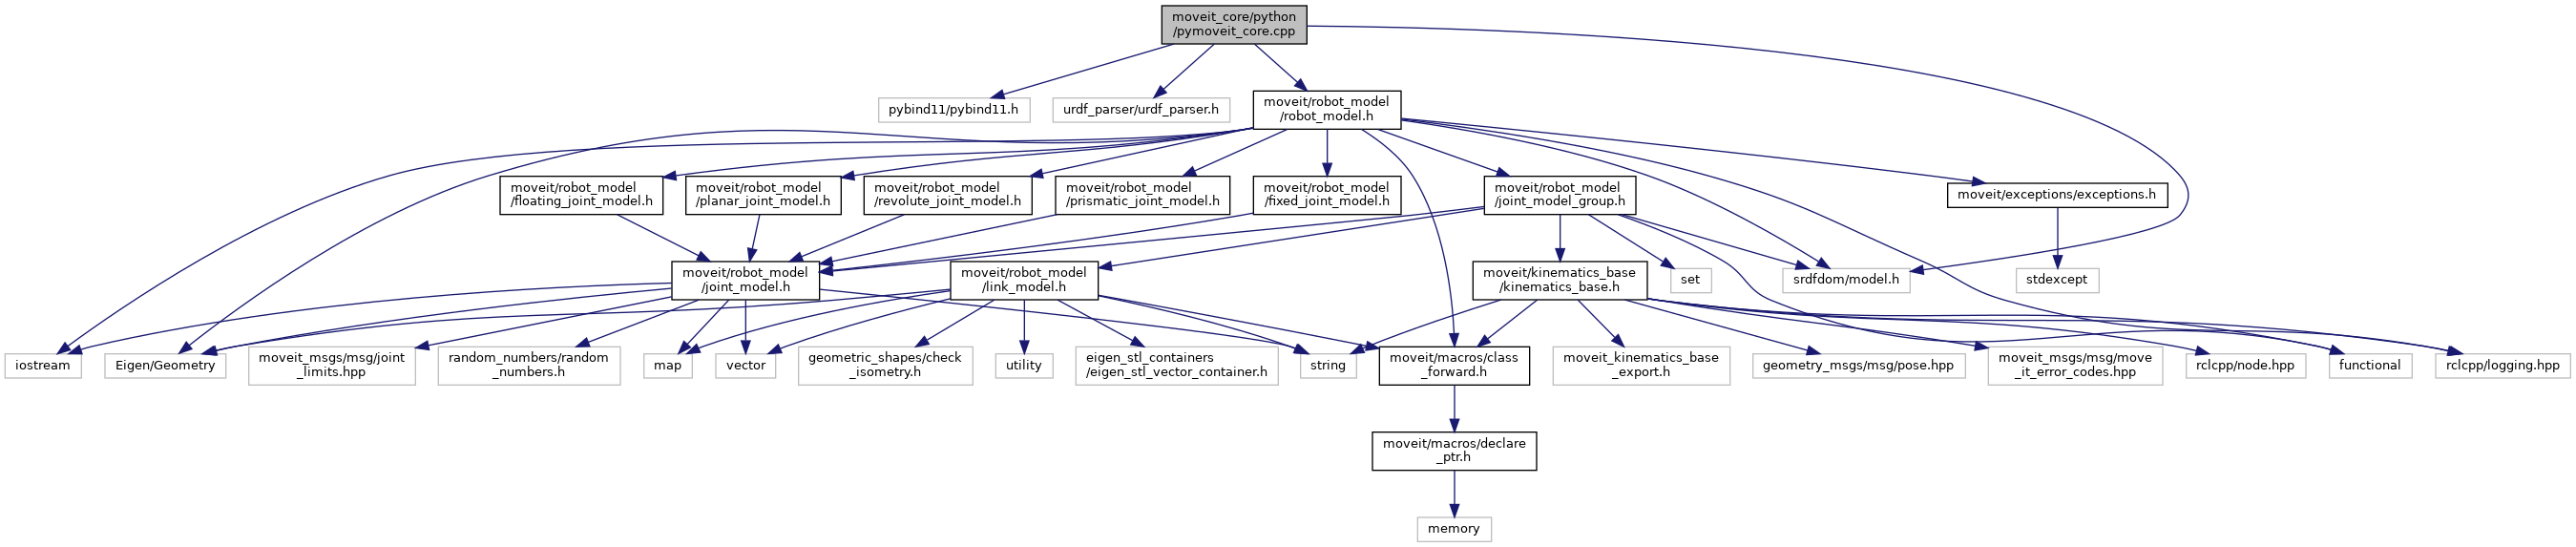 moveit_core/python
/pymoveit_core.cpp
pybind11/pybind11.h
urdf_parser/urdf_parser.h
moveit/robot_model
/robot_model.h
moveit/robot_model
/floating_joint_model.h
moveit/robot_model
/planar_joint_model.h
moveit/robot_model
/revolute_joint_model.h
moveit/robot_model
/prismatic_joint_model.h
moveit/robot_model
/fixed_joint_model.h
moveit/robot_model
/joint_model_group.h
moveit/exceptions/exceptions.h
moveit/robot_model
/joint_model.h
moveit/robot_model
/link_model.h
moveit/kinematics_base
/kinematics_base.h
set
srdfdom/model.h
stdexcept
iostream
Eigen/Geometry
moveit_msgs/msg/joint
_limits.hpp
random_numbers/random
_numbers.h
map
vector
geometric_shapes/check
_isometry.h
utility
eigen_stl_containers
/eigen_stl_vector_container.h
string
moveit/macros/class
_forward.h
moveit_kinematics_base
_export.h
geometry_msgs/msg/pose.hpp
moveit_msgs/msg/move
_it_error_codes.hpp
rclcpp/node.hpp
functional
rclcpp/logging.hpp
moveit/macros/declare
_ptr.h
memory